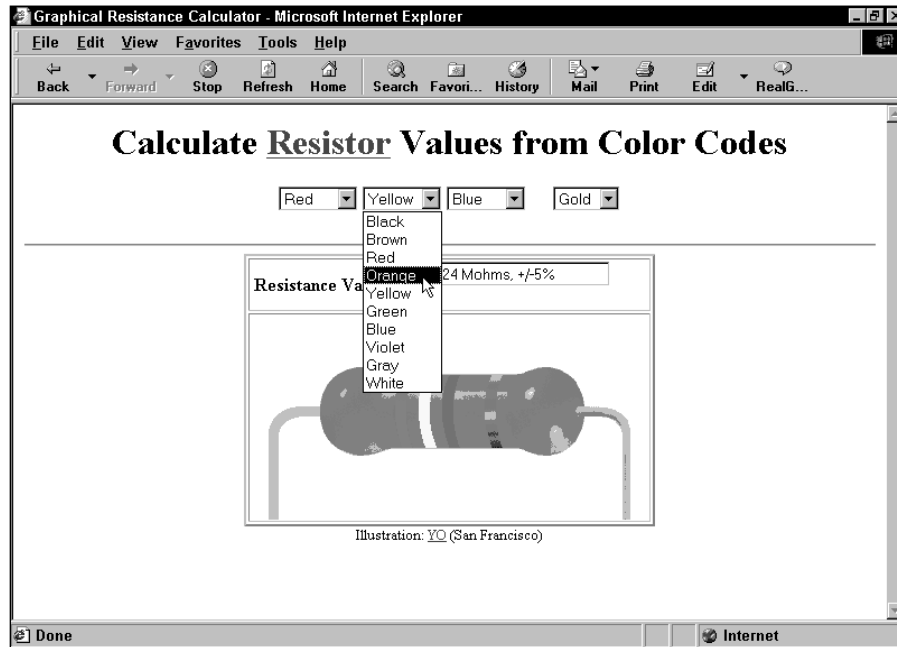 Graphical Resistance Calculator - Microsoft Internet Explorer
File Edit View Favorites Tools Help
Back Forward Stop Refresh Home Search Favori... History Mail Print Edit RealG...
Calculate Resistor Values from Color Codes
Red Yellow Blue Gold
Black
Brown
Red
Orange
Yellow
Green
Blue
Violet
Gray
White
Resistance Va 24 Mohms, +/-5%
Illustration: YO (San Francisco)
Done Internet